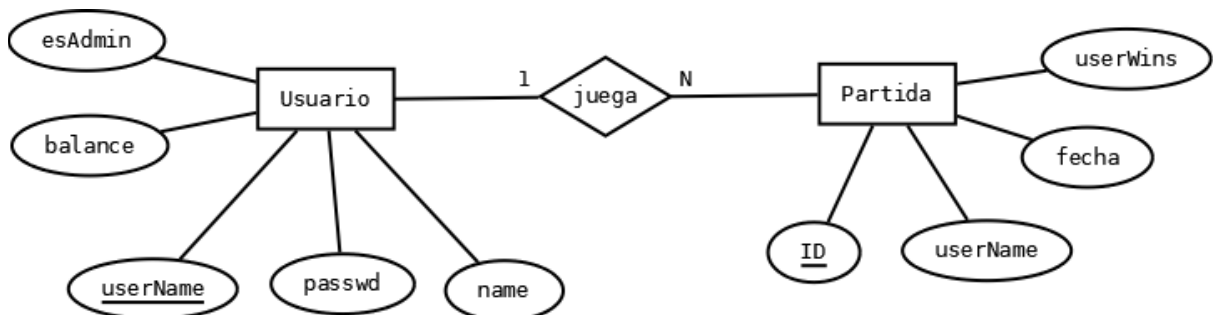 esAdmin
userWins
Usuario
1
juega
N
Partida
balance
fecha
userName
passwd
name
ID
userName